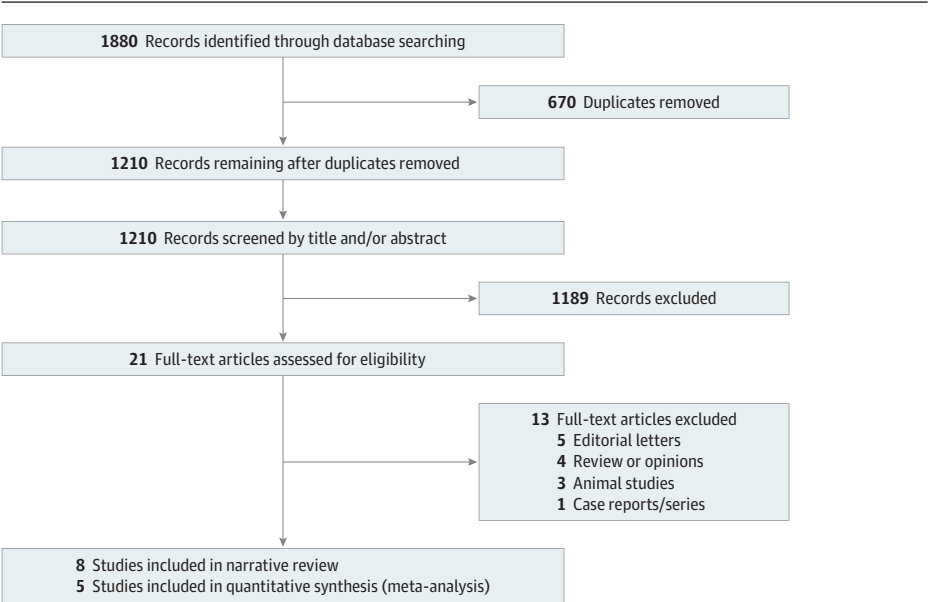 1880 Records identified through database searching
670 Duplicates removed
1210 Records remaining after duplicates removed
1210 Records screened by title and/or abstract
1189 Records excluded
21 Full-text articles assessed for eligibility
13 Full-text articles excluded
5 Editorial letters
4 Review or opinions
3 Animal studies
1 Case reports/series
8 Studies included in narrative review
5 Studies included in quantitative synthesis (meta-analysis)